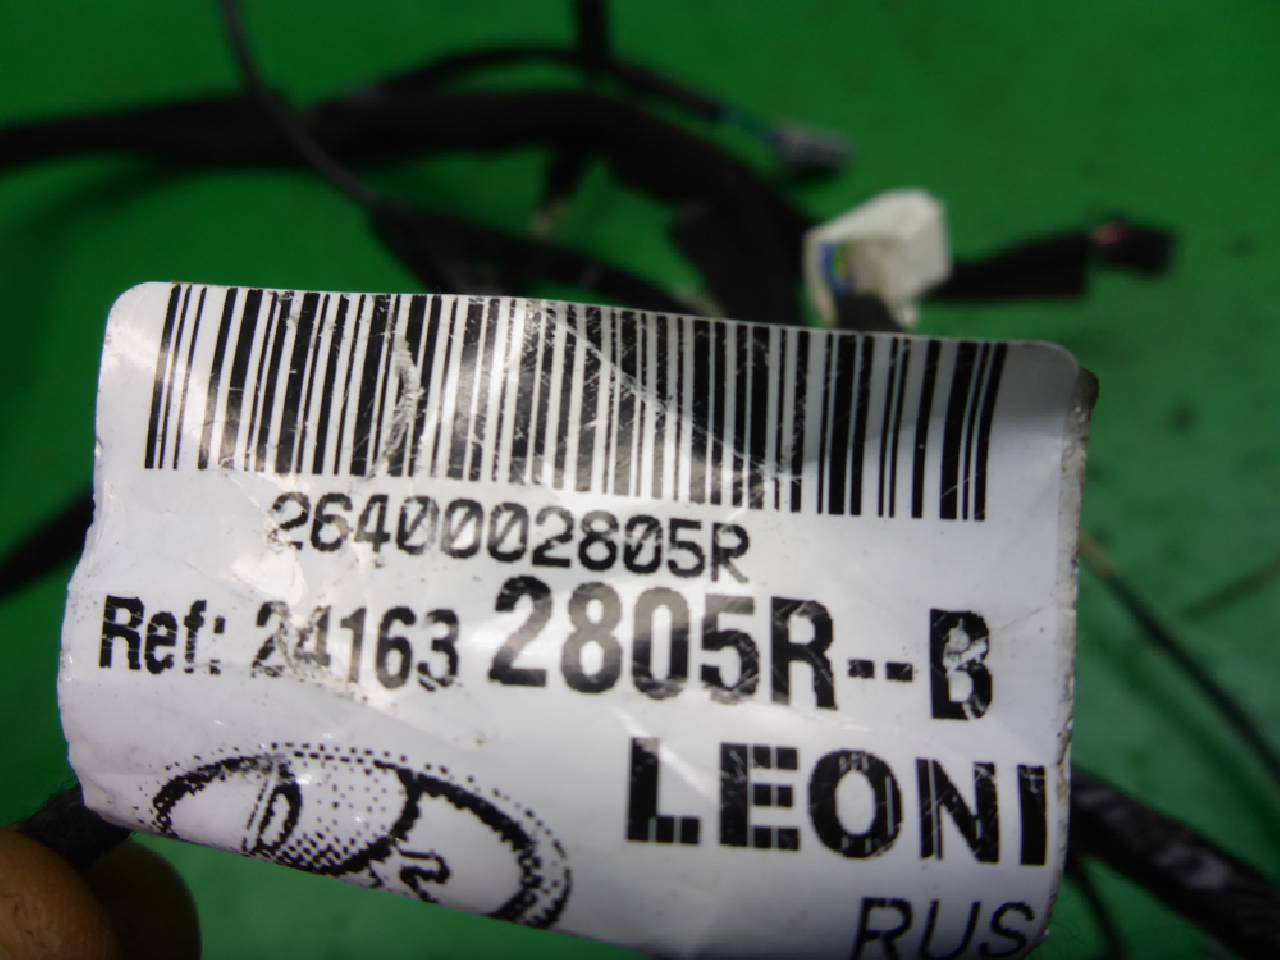 2640002805R
Ref: 24163 2805R--B
LEONI
RUS